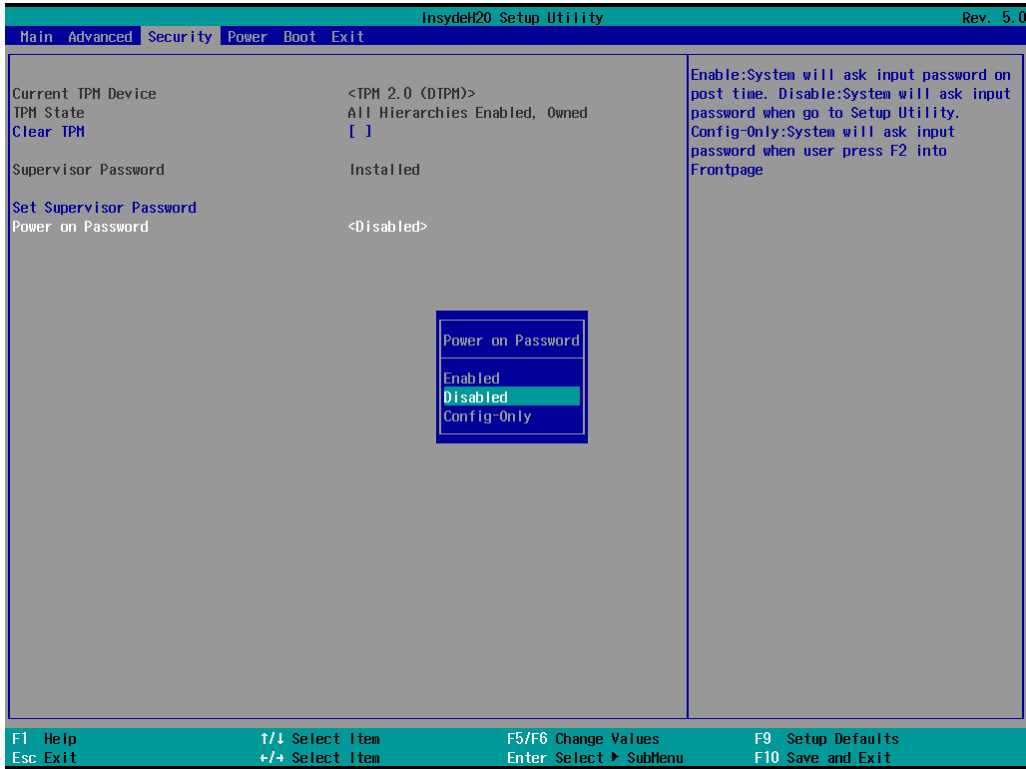 InsydeH20 Setup Utility Rev. 5.0
Main Advanced Security Power Boot Exit
Current TPM Device <TPM 2.0 (DTPM)>
TPM State All Hierarchies Enabled, Owned
Clear TPM [ ]
Supervisor Password Installed
Set Supervisor Password
Power on Password <Disabled>
Enable:System will ask input password on
post time. Disable:System will ask input
password when go to Setup Utility.
Config-Only:System will ask input
password when user press F2 into
Frontpage
Power on Password
Enabled
Disabled
Config-Only
F1 Help ↑/↓ Select Item F5/F6 Change Values F9 Setup Defaults
Esc Exit ←/→ Select Item Enter Select ▶ SubMenu F10 Save and Exit